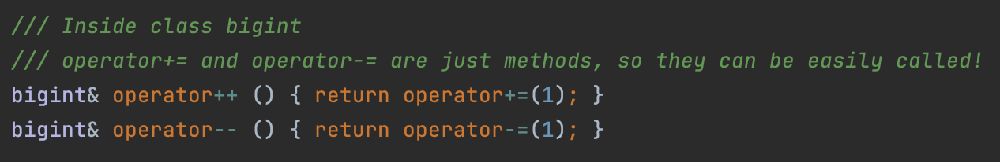 /// Inside class bigint
/// operator+= and operator-= are just methods, so they can be easily called!
bigint& operator++ () { return operator+=(1); }
bigint& operator-- () { return operator-=(1); }